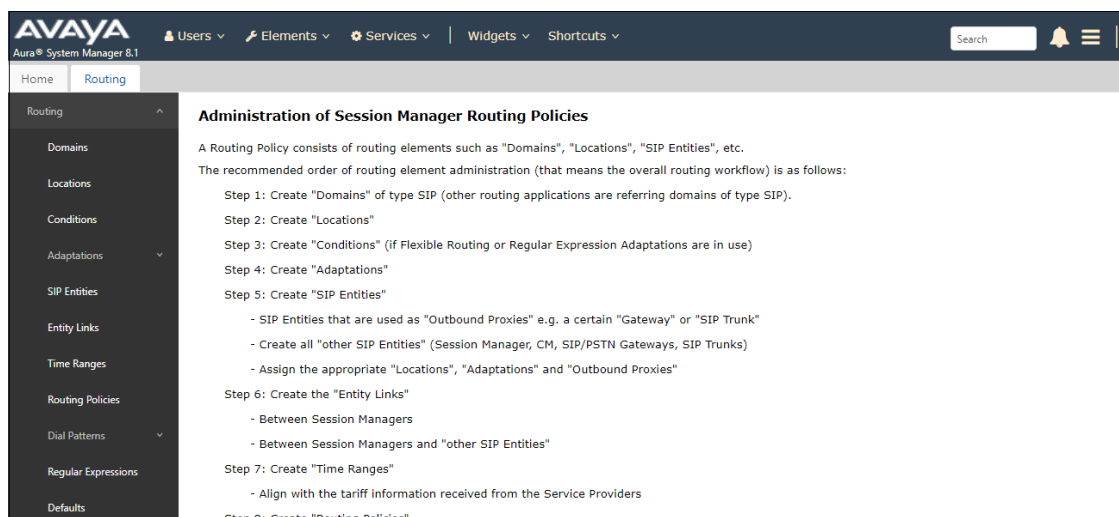 AVAYA
Aura® System Manager 8.1
Users Elements Services | Widgets Shortcuts
Search
Home Routing
Routing
Domains
Locations
Conditions
Adaptations
SIP Entities
Entity Links
Time Ranges
Routing Policies
Dial Patterns
Regular Expressions
Defaults
Administration of Session Manager Routing Policies
A Routing Policy consists of routing elements such as "Domains", "Locations", "SIP Entities", etc.
The recommended order of routing element administration (that means the overall routing workflow) is as follows:
Step 1: Create "Domains" of type SIP (other routing applications are referring domains of type SIP).
Step 2: Create "Locations"
Step 3: Create "Conditions" (if Flexible Routing or Regular Expression Adaptations are in use)
Step 4: Create "Adaptations"
Step 5: Create "SIP Entities"
- SIP Entities that are used as "Outbound Proxies" e.g. a certain "Gateway" or "SIP Trunk"
- Create all "other SIP Entities" (Session Manager, CM, SIP/PSTN Gateways, SIP Trunks)
- Assign the appropriate "Locations", "Adaptations" and "Outbound Proxies"
Step 6: Create the "Entity Links"
- Between Session Managers
- Between Session Managers and "other SIP Entities"
Step 7: Create "Time Ranges"
- Align with the tariff information received from the Service Providers